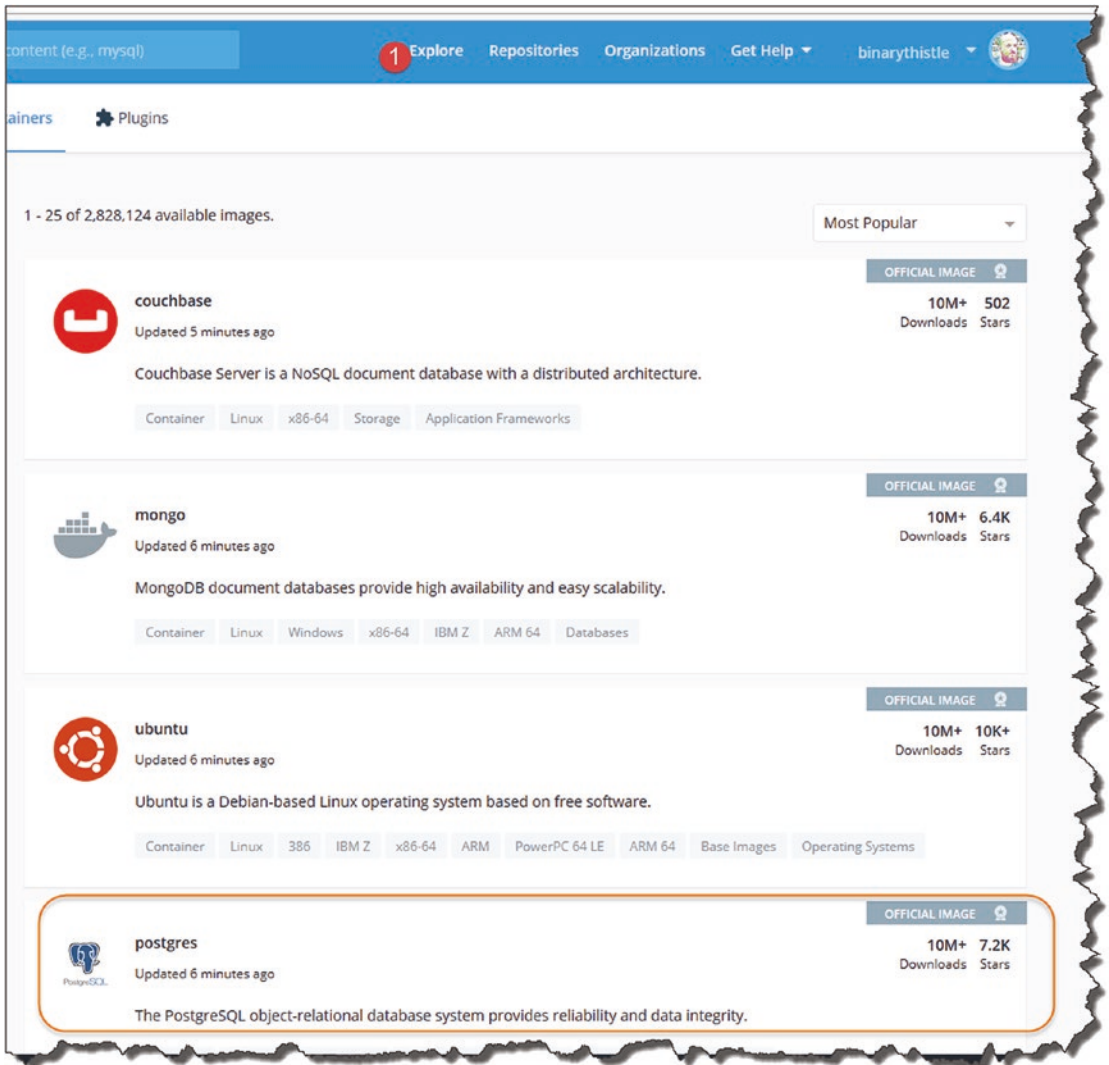 content (e.g., mysql)
1 Explore Repositories Organizations Get Help binarythistle
ainers Plugins
1 - 25 of 2,828,124 available images.
Most Popular
OFFICIAL IMAGE
couchbase
10M+ 502
Updated 5 minutes ago
Downloads Stars
Couchbase Server is a NoSQL document database with a distributed architecture.
Container Linux x86-64 Storage Application Frameworks
OFFICIAL IMAGE
mongo
10M+ 6.4K
Updated 6 minutes ago
Downloads Stars
MongoDB document databases provide high availability and easy scalability.
Container Linux Windows x86-64 IBM Z ARM 64 Databases
OFFICIAL IMAGE
ubuntu
10M+ 10K+
Updated 6 minutes ago
Downloads Stars
Ubuntu is a Debian-based Linux operating system based on free software.
Container Linux 386 IBM Z x86-64 ARM PowerPC 64 LE ARM 64 Base Images Operating Systems
OFFICIAL IMAGE
postgres
10M+ 7.2K
Updated 6 minutes ago
Downloads Stars
PostgreSQL
The PostgreSQL object-relational database system provides reliability and data integrity.